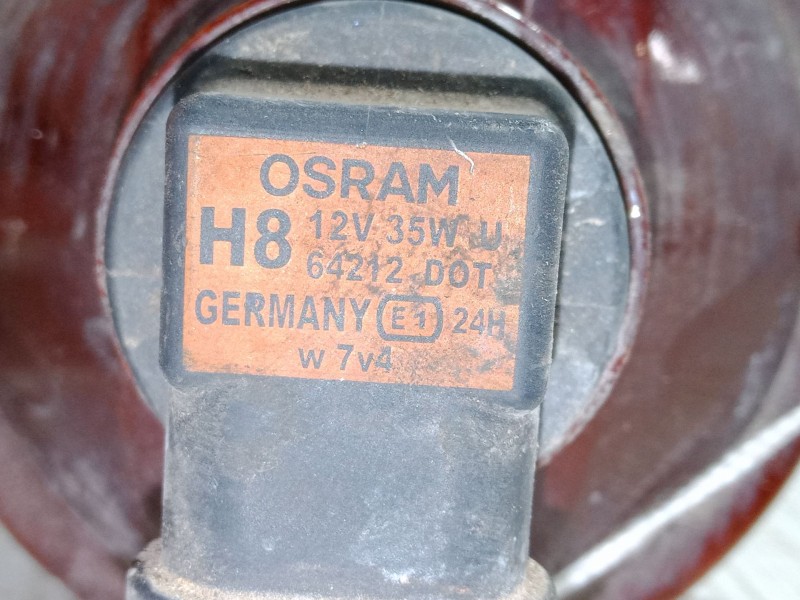 OSRAM
H8 12V 35W U
64212 DOT
GERMANY E1 24H
w 7v4